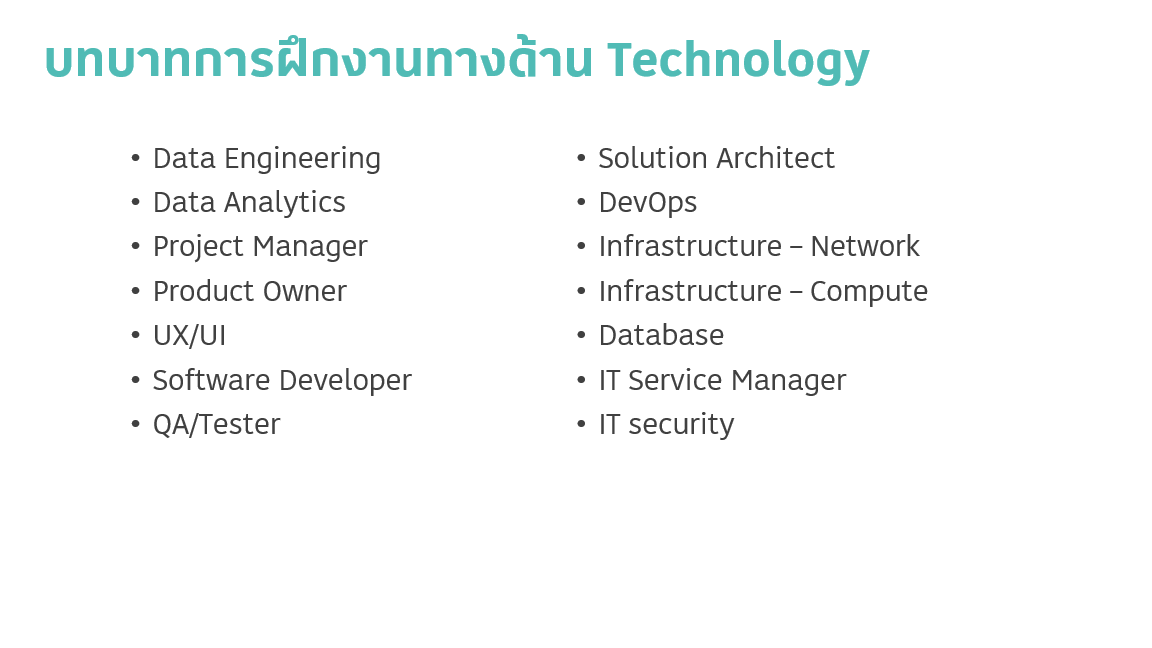 บทบาทการฝึกงานทางด้าน Technology
• Data Engineering
• Data Analytics
• Project Manager
• Product Owner
• UX/UI
• Software Developer
• QA/Tester
• Solution Architect
• DevOps
• Infrastructure – Network
• Infrastructure – Compute
• Database
• IT Service Manager
• IT security